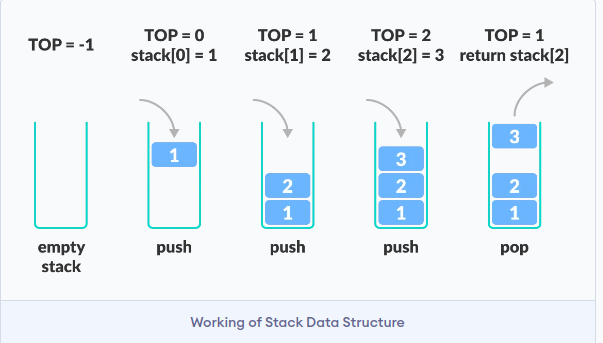 TOP = -1
TOP = 0
stack[0] = 1
TOP = 1
stack[1] = 2
TOP = 2
stack[2] = 3
TOP = 1
return stack[2]
1
2
1
3
2
1
3
2
1
empty
stack
push
push
push
pop
Working of Stack Data Structure